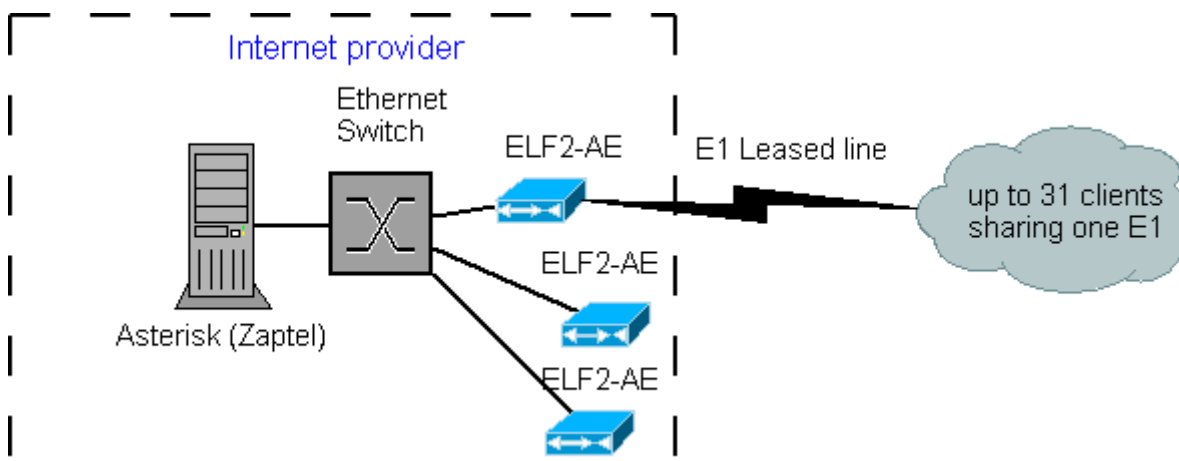 Internet provider
Ethernet
Switch
ELF2-AE
E1 Leased line
up to 31 clients
sharing one E1
ELF2-AE
Asterisk (Zaptel)
ELF2-AE